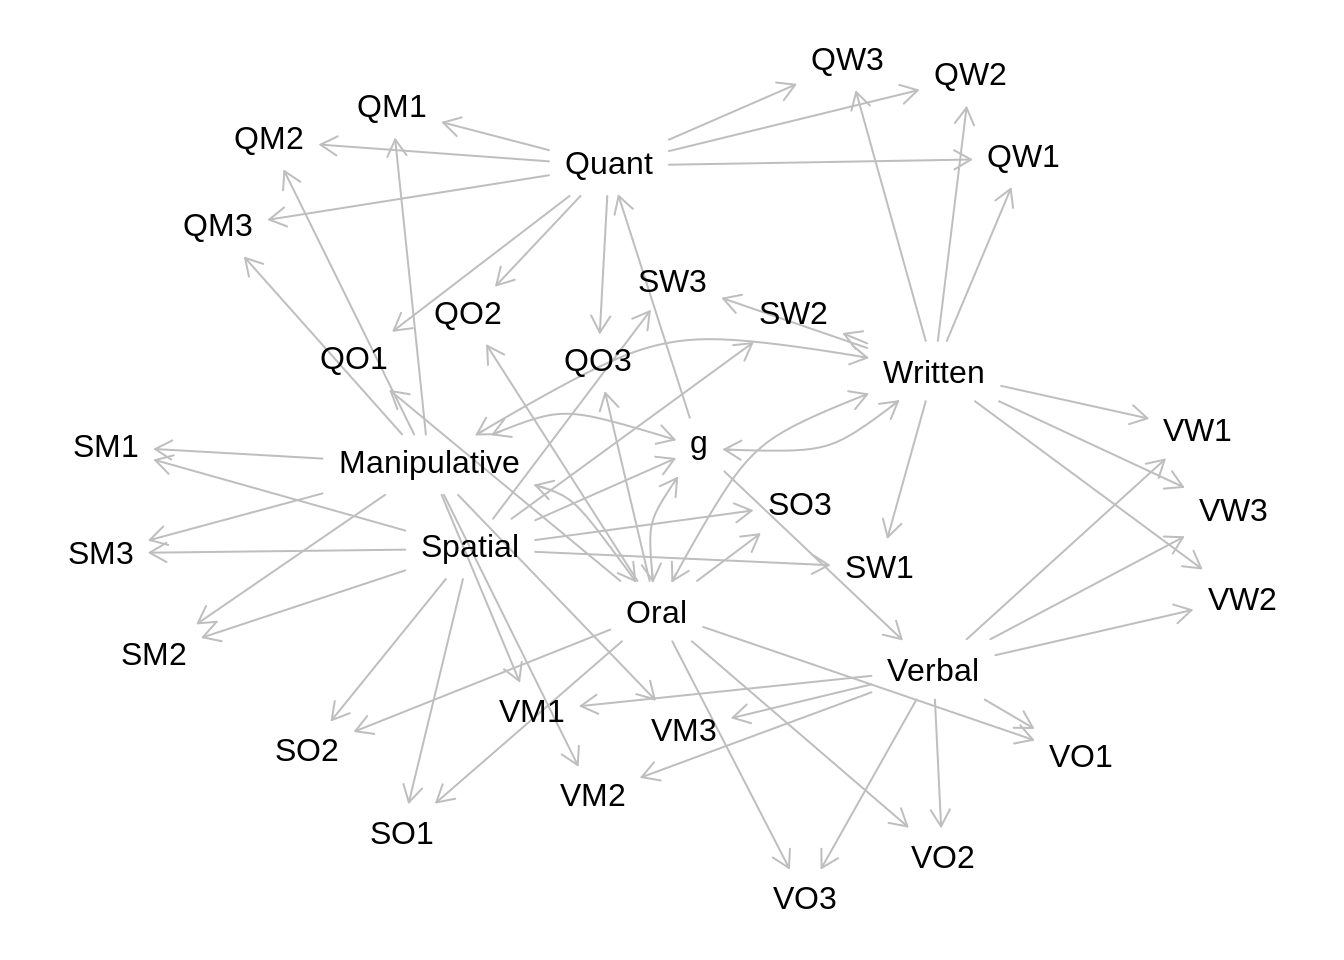 QW3
QW2
QM1
QM2
Quant
QW1
QM3
SW3
QO2
SW2
QO1
QO3
Written
VW1
SM1
g
Manipulative
SO3
VW3
Spatial
SM3
SW1
VW2
Oral
SM2
Verbal
VM1
VM3
SO2
VO1
VM2
SO1
VO2
VO3